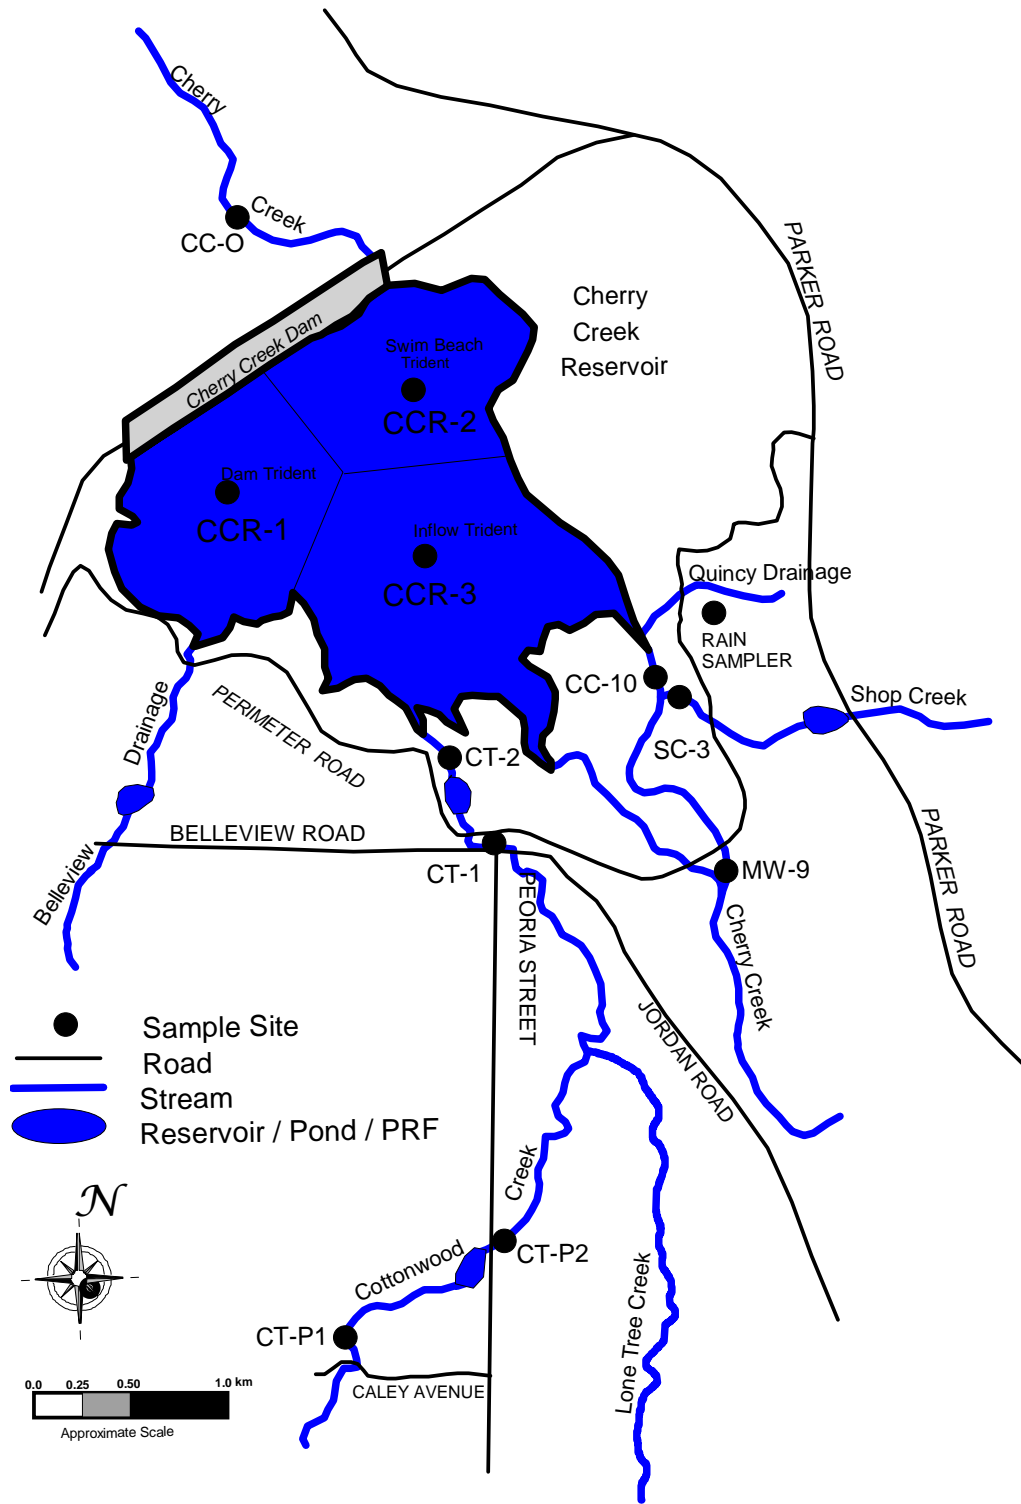 Cherry
Creek
CC-O
PARKER ROAD
Cherry
Creek
Reservoir
Cherry Creek Dam
Swim Beach
Trident
CCR-2
Dam Trident
CCR-1
Inflow Trident
CCR-3
Quincy Drainage
RAIN
SAMPLER
CC-10
Shop Creek
SC-3
Drainage
PERIMETER ROAD
CT-2
BELLEVIEW ROAD
CT-1
MW-9
PARKER ROAD
Belleview
PEORIA STREET
Cherry Creek
JORDAN ROAD
Sample Site
Road
Stream
Reservoir / Pond / PRF
N
Creek
CT-P2
Cottonwood
Lone Tree Creek
CT-P1
CALEY AVENUE
0.0 0.25 0.50 1.0 km
Approximate Scale